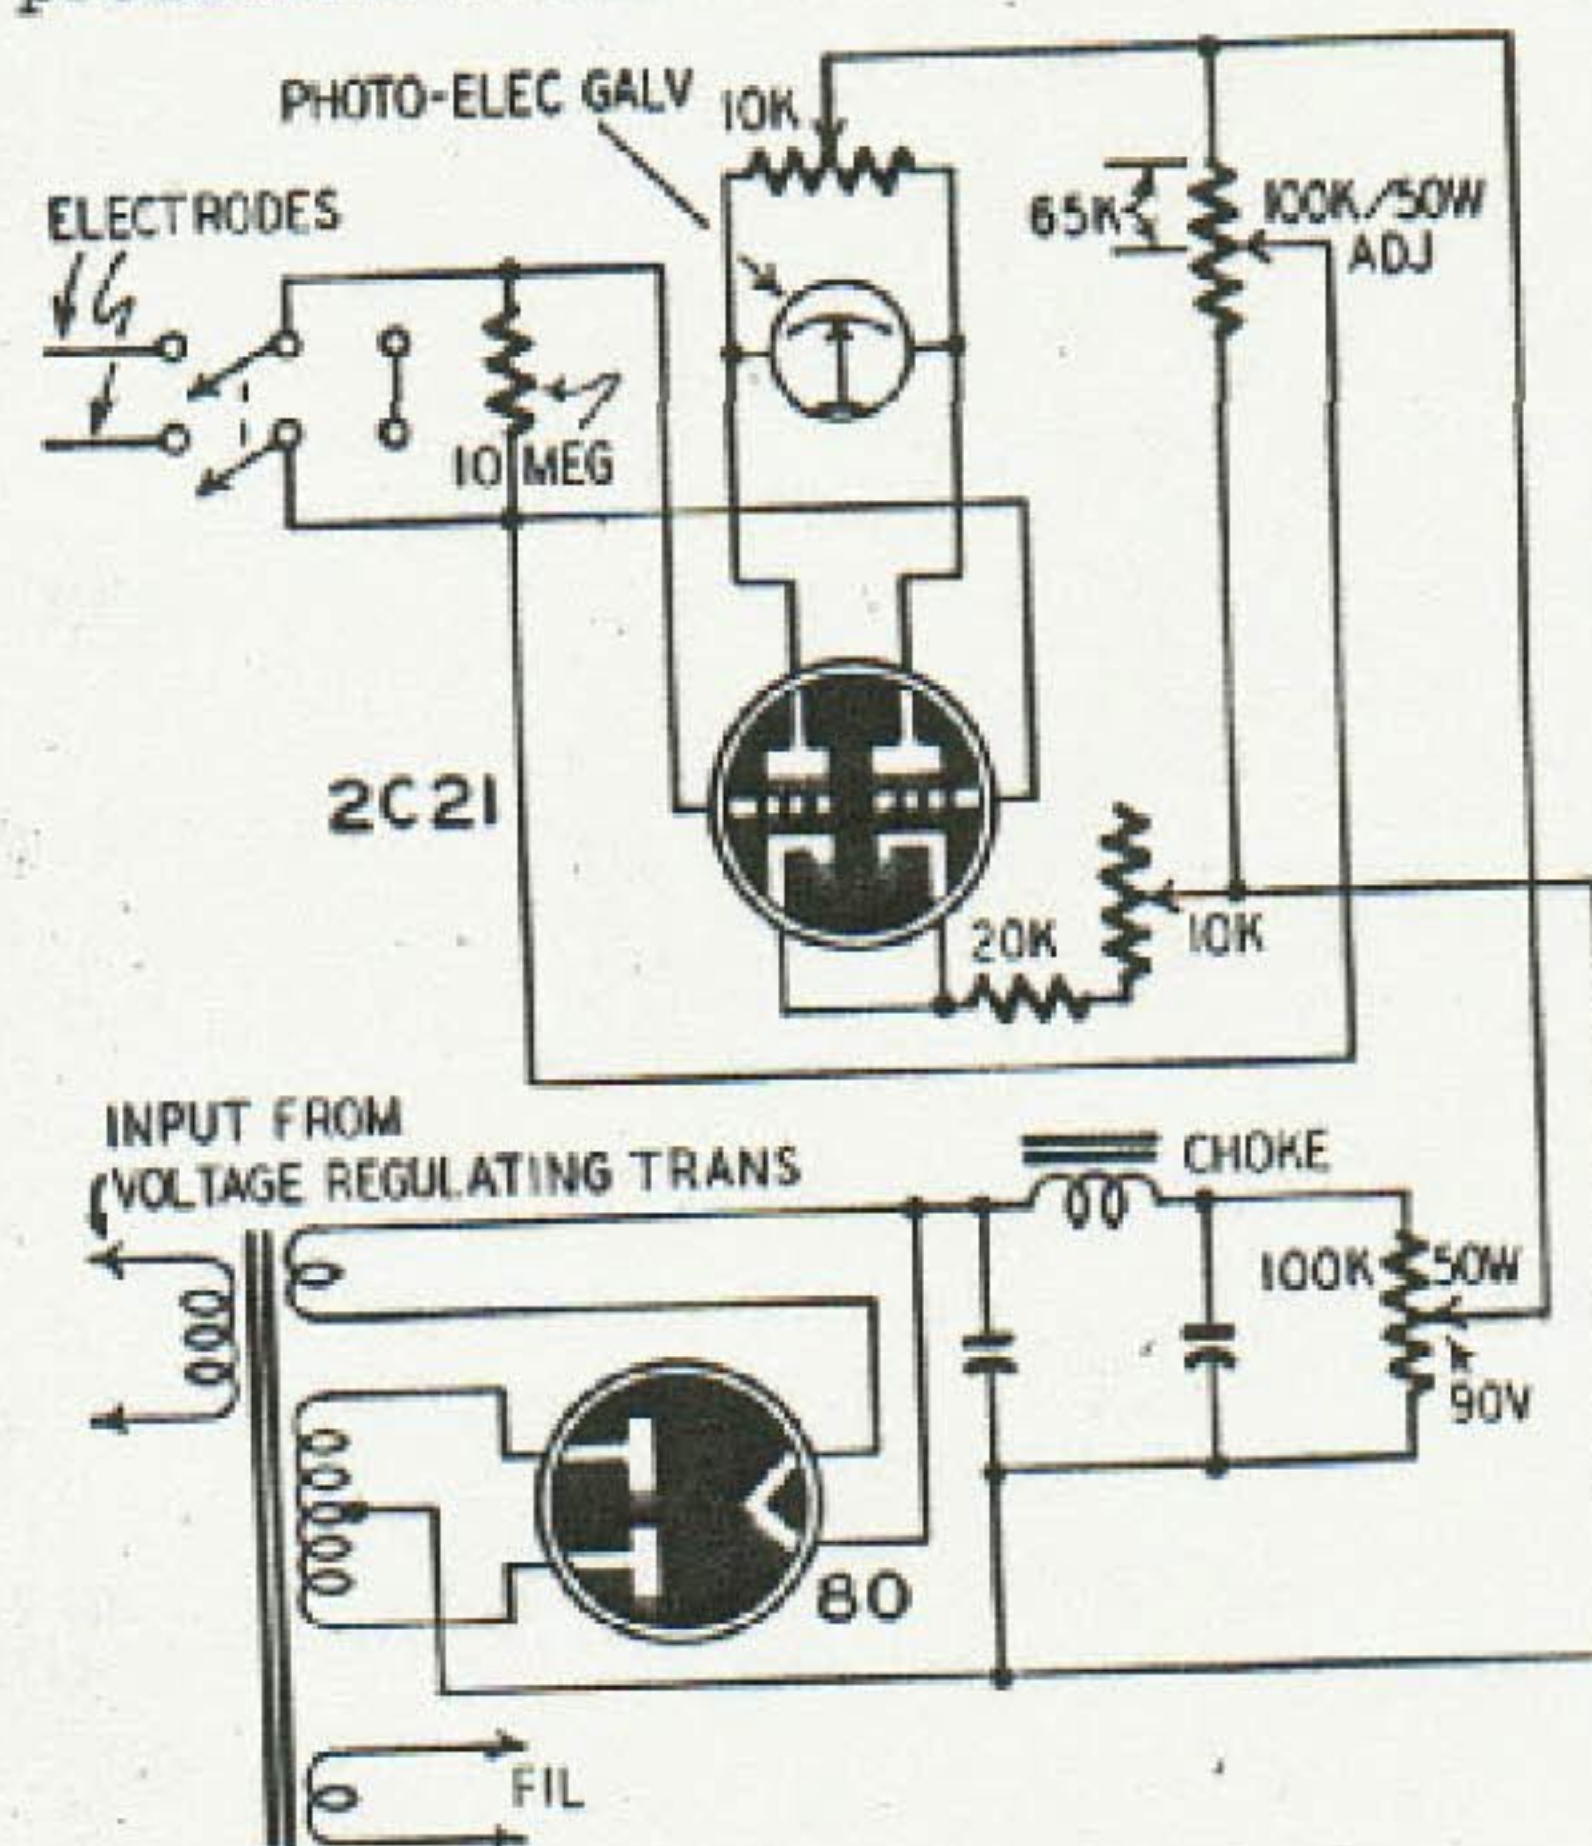 PHOTO-ELEC GALV
10K
ELECTRODES
65K
100K/50W
ADJ
10 MEG
2C21
20K
10K
INPUT FROM
VOLTAGE REGULATING TRANS
CHOKE
100K 50W
90V
80
FIL